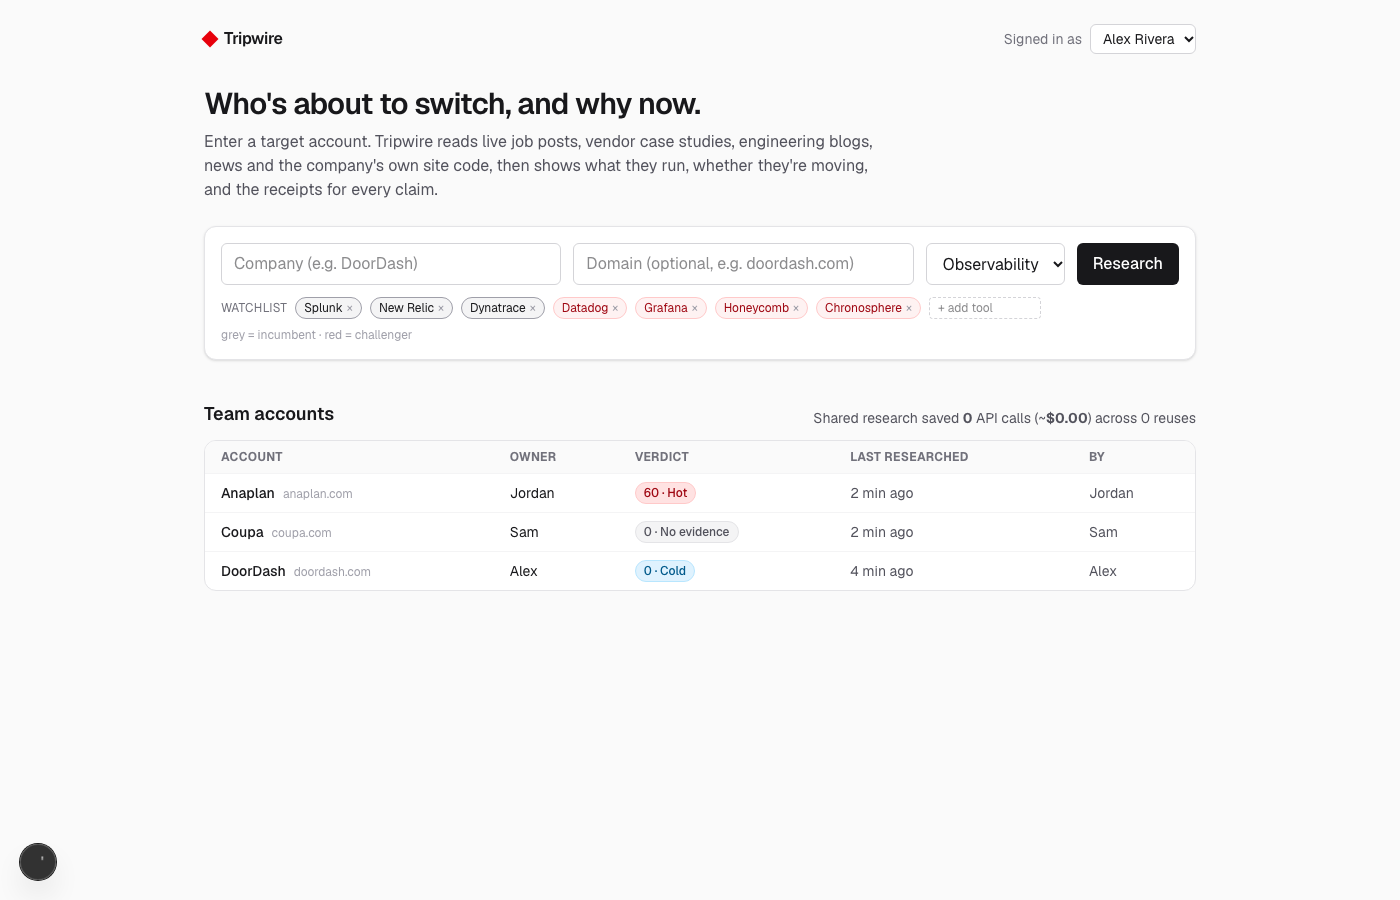 Tripwire
Signed in as Alex Rivera
Who's about to switch, and why now.
Enter a target account. Tripwire reads live job posts, vendor case studies, engineering blogs,
news and the company's own site code, then shows what they run, whether they're moving,
and the receipts for every claim.
Company (e.g. DoorDash) Domain (optional, e.g. doordash.com) Observability Research
WATCHLIST Splunk × New Relic × Dynatrace × Datadog × Grafana × Honeycomb × Chronosphere × + add tool
grey = incumbent · red = challenger
Team accounts Shared research saved 0 API calls (~$0.00) across 0 reuses
ACCOUNT OWNER VERDICT LAST RESEARCHED BY
Anaplan anaplan.com Jordan 60 · Hot 2 min ago Jordan
Coupa coupa.com Sam 0 · No evidence 2 min ago Sam
DoorDash doordash.com Alex 0 · Cold 4 min ago Alex